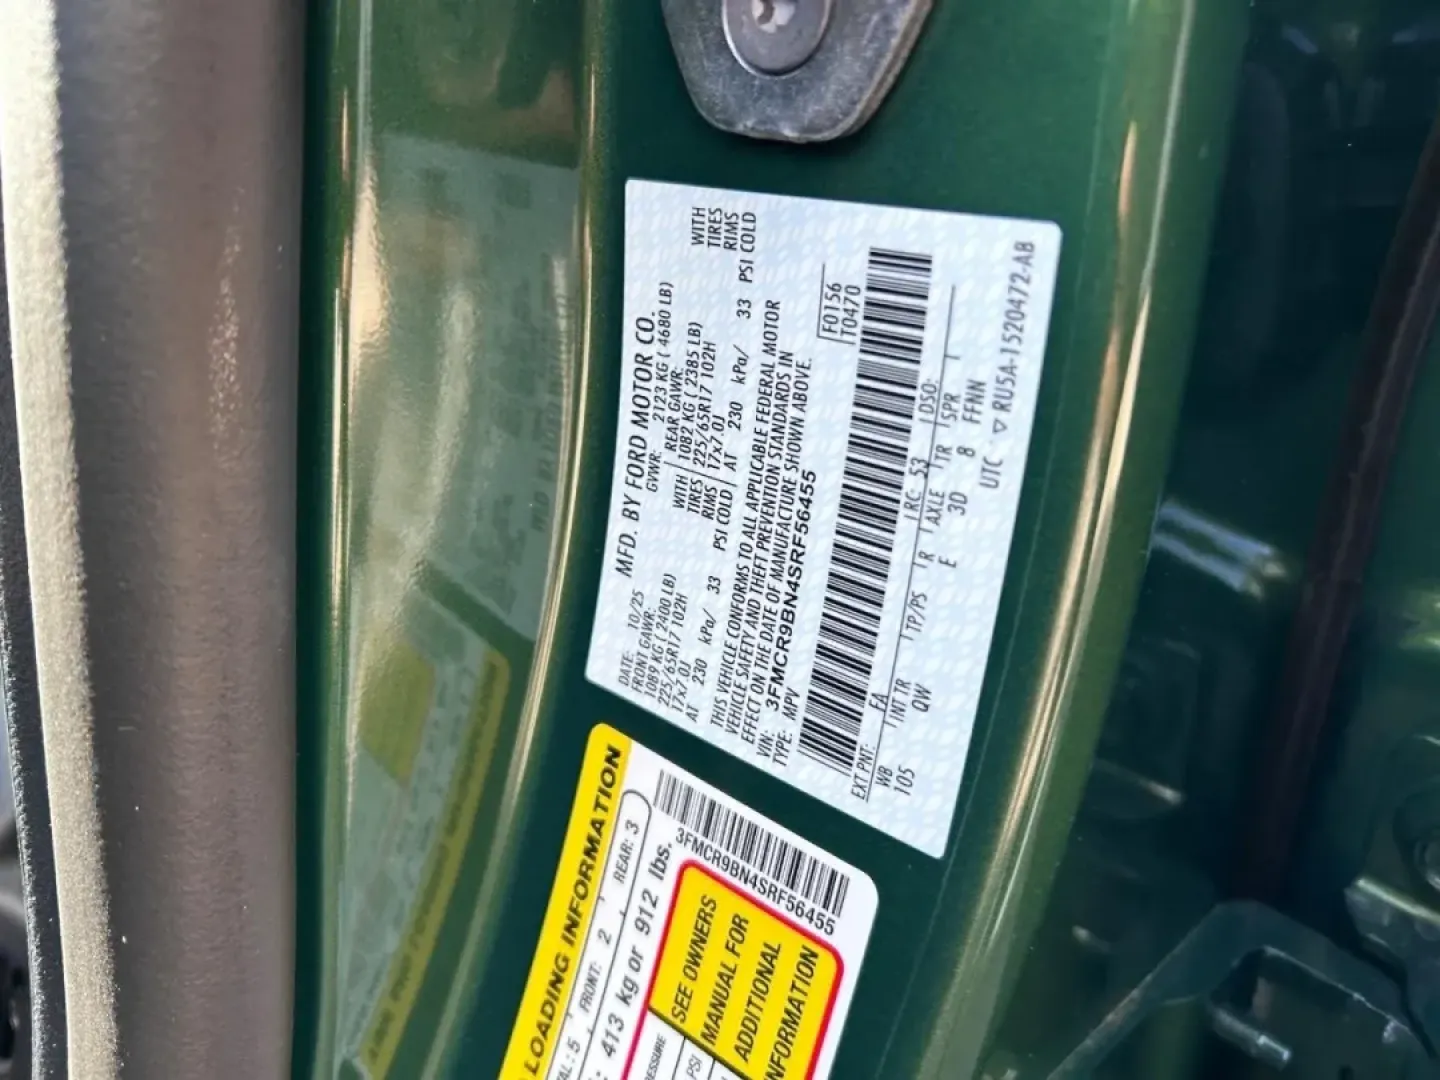 MFD. BY FORD MOTOR CO.
DATE: 10/25 GVWR: 2123 KG ( 4680 LB)
FRONT GAWR: REAR GAWR:
1089 KG ( 2400 LB) WITH 1082 KG ( 2385 LB) WITH
225/65R17 102H TIRES 225/65R17 102H TIRES
17x7.0J RIMS 17x7.0J RIMS
AT 230 kPa/ 33 PSI COLD AT 230 kPa/ 33 PSI COLD
THIS VEHICLE CONFORMS TO ALL APPLICABLE FEDERAL MOTOR
VEHICLE SAFETY AND THEFT PREVENTION STANDARDS IN
EFFECT ON THE DATE OF MANUFACTURE SHOWN ABOVE.
VIN: 3FMCR9BN4SRF56455
TYPE: MPV
F0156
T0470
EXT PNT: FA RC: 53 DSO:
WB INT TR TP/PS R AXLE TR SPR
105 QW E 3D 8 FFNN
UTC ▽ RU5A-1520472-AB
LOADING INFORMATION
TAL: 5 FRONT: 2 REAR: 3
413 kg or 912 lbs.
3FMCR9BN4SRF56455
SEE OWNERS
MANUAL FOR
ADDITIONAL
INFORMATION
PSI